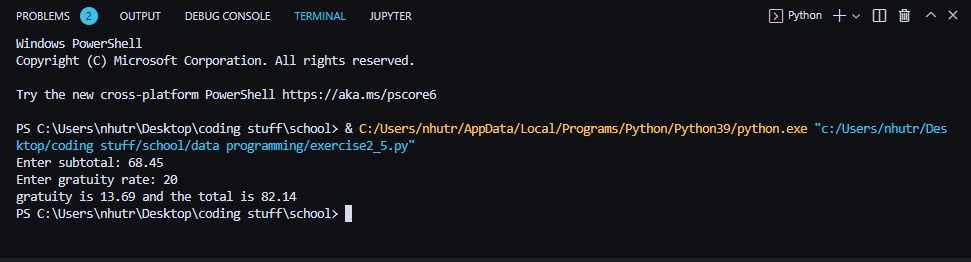 PROBLEMS 2 OUTPUT DEBUG CONSOLE TERMINAL JUPYTER Python
Windows PowerShell
Copyright (C) Microsoft Corporation. All rights reserved.
Try the new cross-platform PowerShell https://aka.ms/pscore6
PS C:\Users\nhutr\Desktop\coding stuff\school> & C:/Users/nhutr/AppData/Local/Programs/Python/Python39/python.exe "c:/Users/nhutr/Des
ktop/coding stuff/school/data programming/exercise2_5.py"
Enter subtotal: 68.45
Enter gratuity rate: 20
gratuity is 13.69 and the total is 82.14
PS C:\Users\nhutr\Desktop\coding stuff\school>